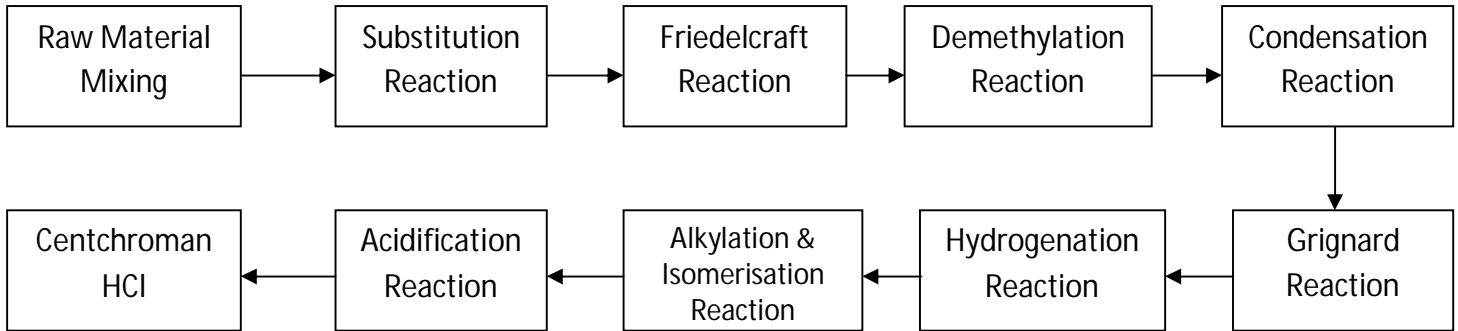 Raw Material
Mixing
Substitution
Reaction
Friedelcraft
Reaction
Demethylation
Reaction
Condensation
Reaction
Grignard
Reaction
Hydrogenation
Reaction
Alkylation &
Isomerisation
Reaction
Acidification
Reaction
Centchroman
HCl